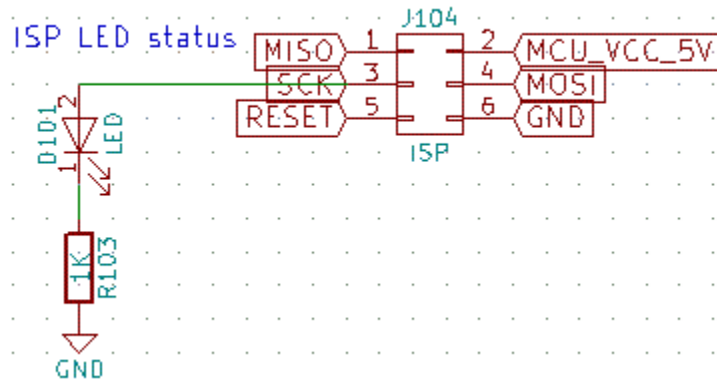 ISP LED status
J104
MISO 1 2 MCU_VCC_5V
SCK 3 4 MOSI
RESET 5 6 GND
ISP
2
D101
LED
1
1K
R103
GND